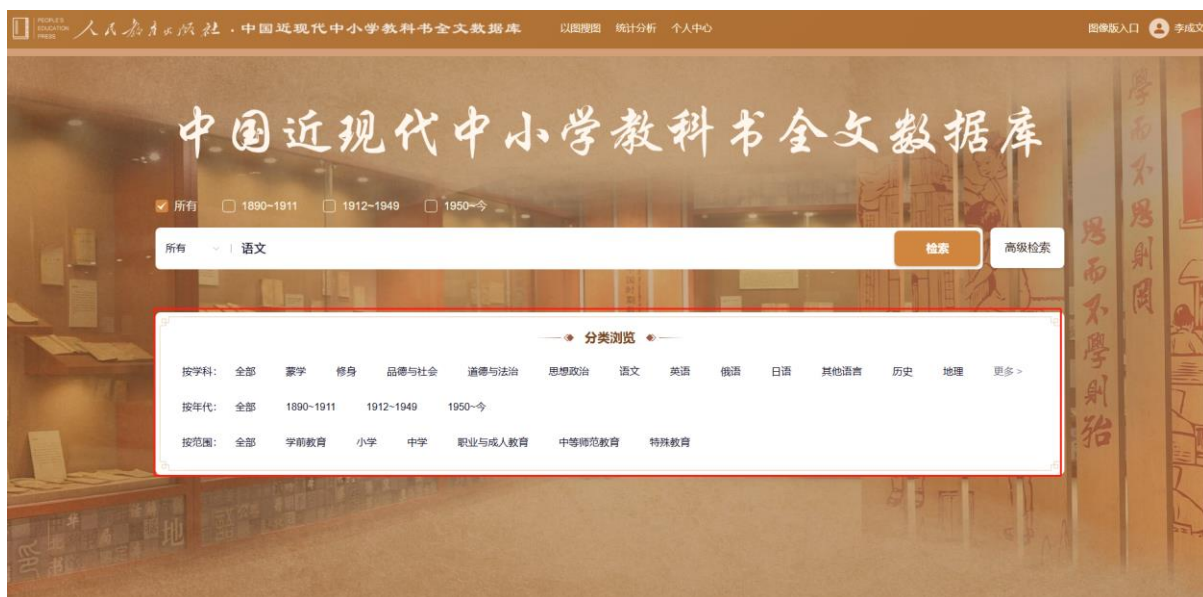 PEOPLE'S
EDUCATION
PRESS
人民教育出版社 · 中国近现代中小学教科书全文数据库 以图搜图 统计分析 个人中心 图像版入口 李成文
中国近现代中小学教科书全文数据库
所有 1890~1911 1912~1949 1950~今
所有 语文 检索 高级检索
分类浏览
按学科: 全部 蒙学 修身 品德与社会 道德与法治 思想政治 语文 英语 俄语 日语 其他语言 历史 地理 更多 >
按年代: 全部 1890~1911 1912~1949 1950~今
按范围: 全部 学前教育 小学 中学 职业与成人教育 中等师范教育 特殊教育
學而不思則罔
思而不學則殆
地